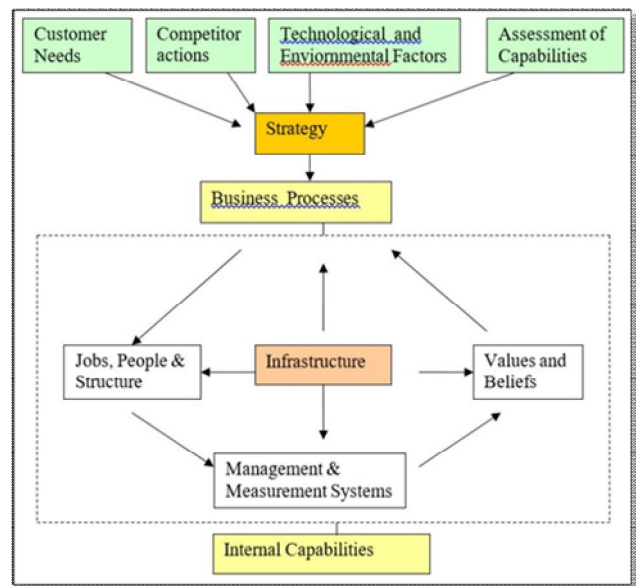 Customer
Needs
Competitor
actions
Technological and
Enviornmental Factors
Assessment of
Capabilities
Strategy
Business Processes
Jobs, People &
Structure
Infrastructure
Values and
Beliefs
Management &
Measurement Systems
Internal Capabilities